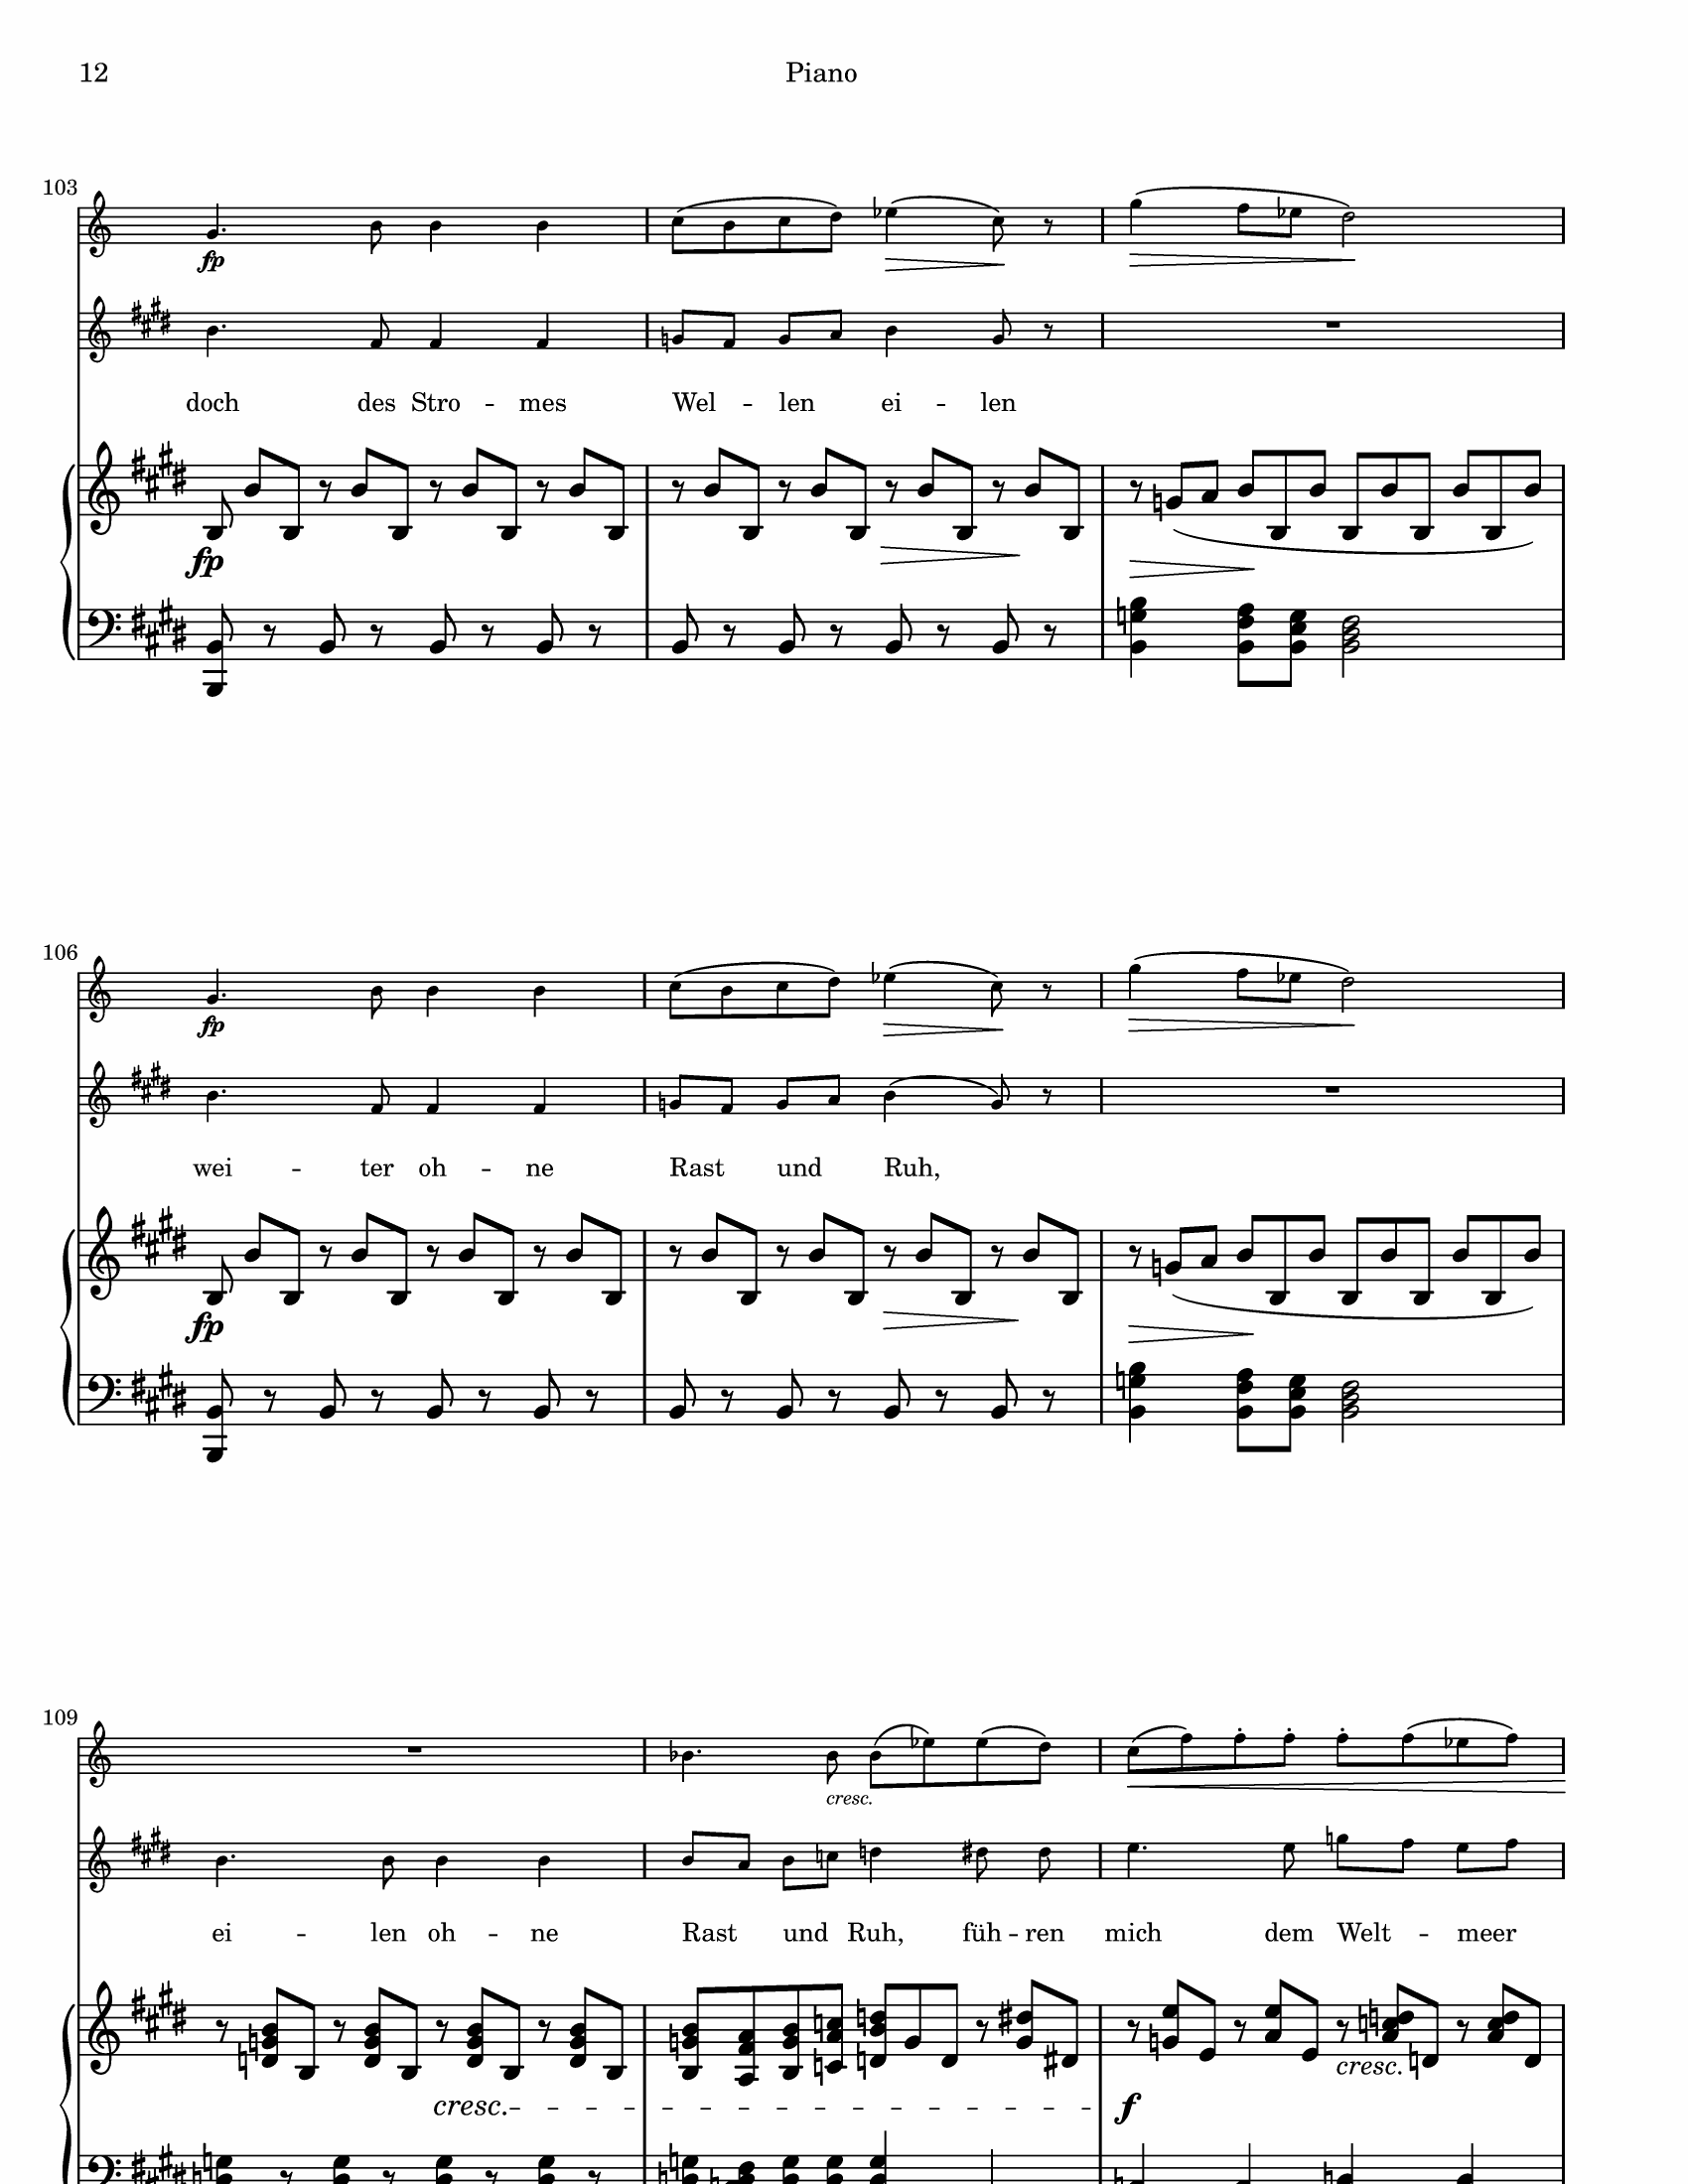 12 Piano
103
fp
doch des Stro - mes Wel - len ei - len
fp
106
fp
wei - ter oh - ne Rast und Ruh,
fp
109
cresc.
ei - len oh - ne Rast und Ruh, füh - ren mich dem Welt - meer
cresc.
cresc. f